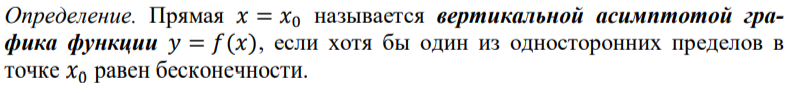 Определение. Прямая x = x₀ называется вертикальной асимптотой гра-
фика функции y = f(x), если хотя бы один из односторонних пределов в
точке x₀ равен бесконечности.